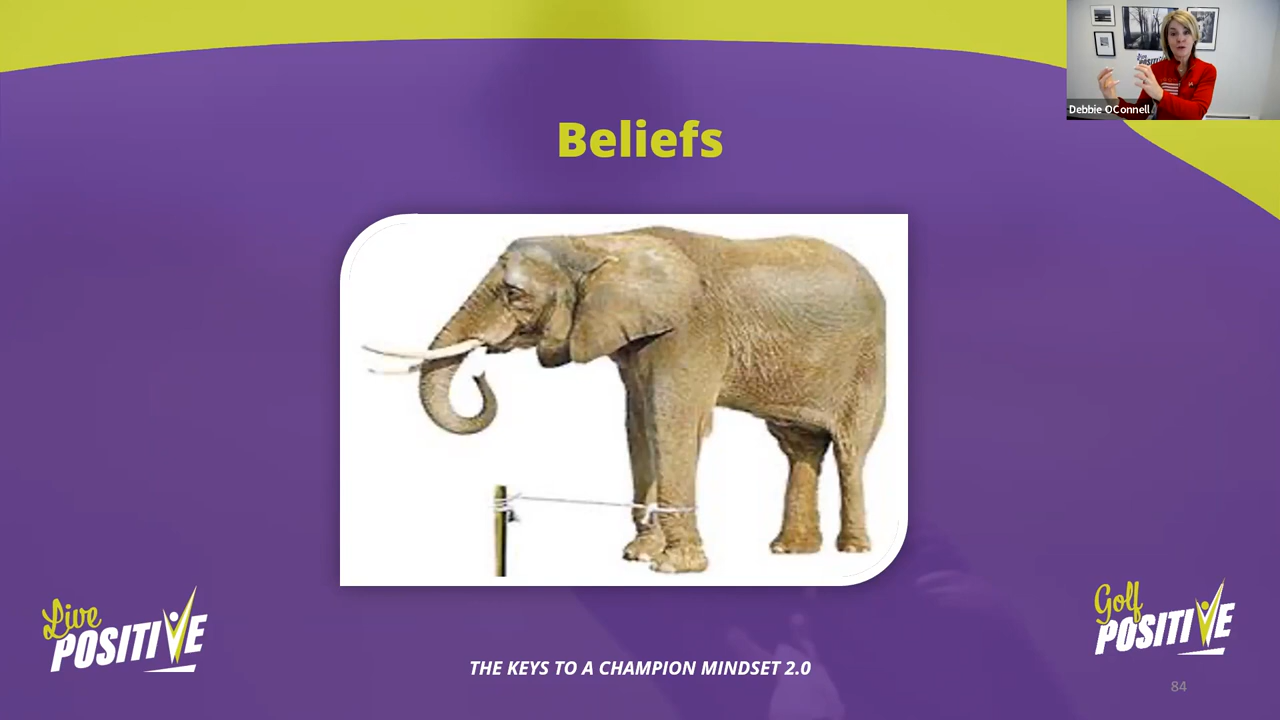 Debbie OConnell
Beliefs
Live
POSITIVE
Golf
POSITIVE
THE KEYS TO A CHAMPION MINDSET 2.0
84